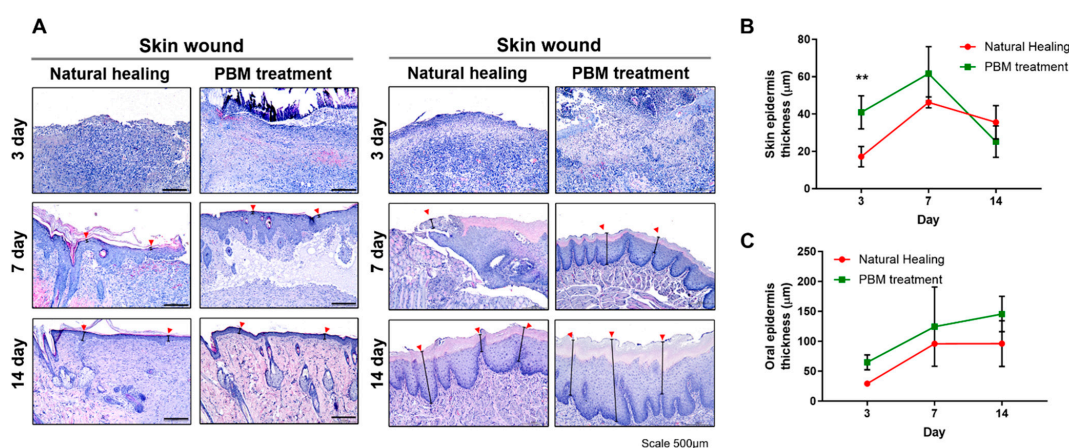 A
Skin wound
Natural healing
PBM treatment
3 day
7 day
14 day
Skin wound
Natural healing
PBM treatment
3 day
7 day
14 day
Scale 500μm
B
Skin epidermis
thickness (μm)
80
60
40
20
0
**
Natural Healing
PBM treatment
3
7
14
Day
C
Oral epidermis
thickness (μm)
250
200
150
100
50
0
Natural Healing
PBM treatment
3
7
14
Day